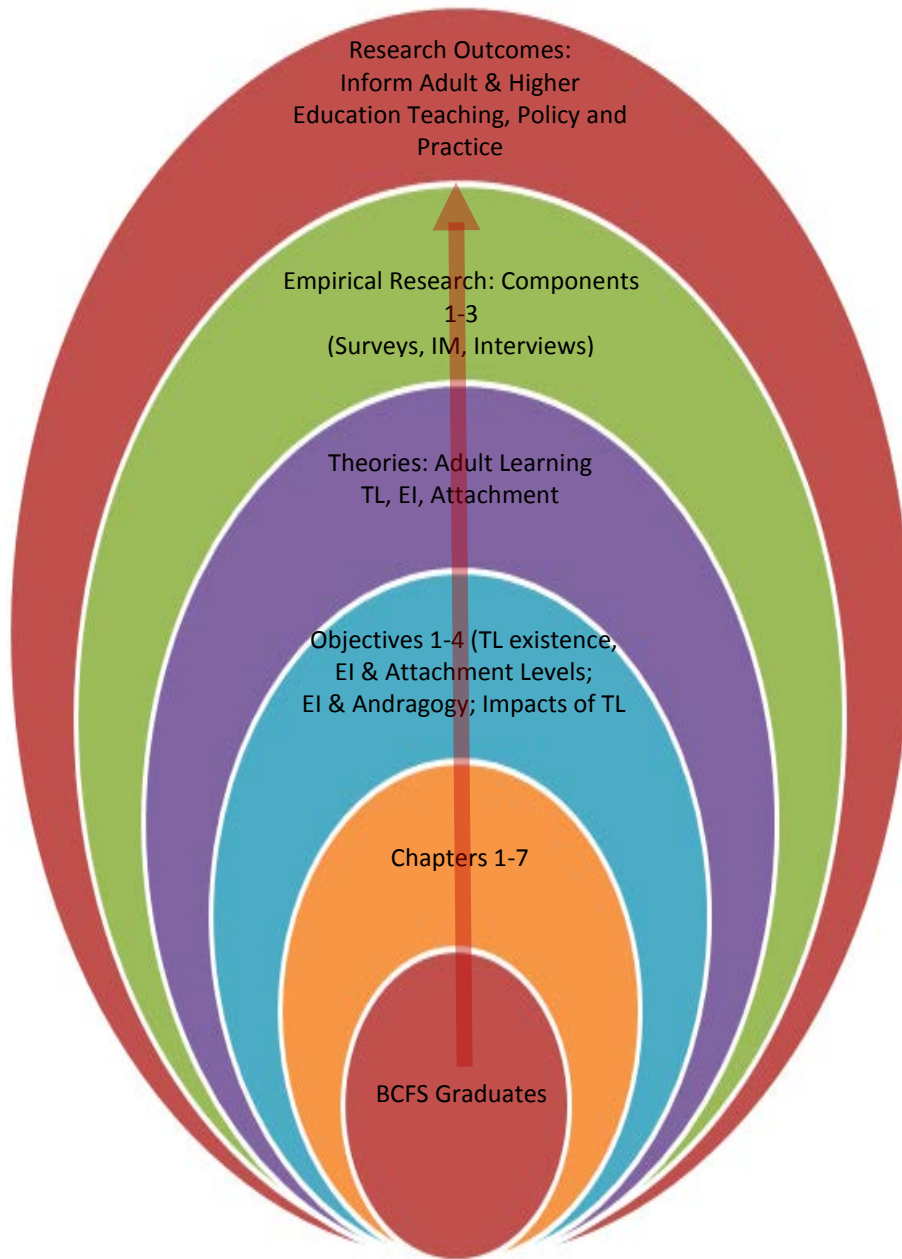 Research Outcomes:
Inform Adult & Higher
Education Teaching, Policy and
Practice
Empirical Research: Components
1-3
(Surveys, IM, Interviews)
Theories: Adult Learning
TL, EI, Attachment
Objectives 1-4 (TL existence,
EI & Attachment Levels;
EI & Andragogy; Impacts of TL
Chapters 1-7
BCFS Graduates